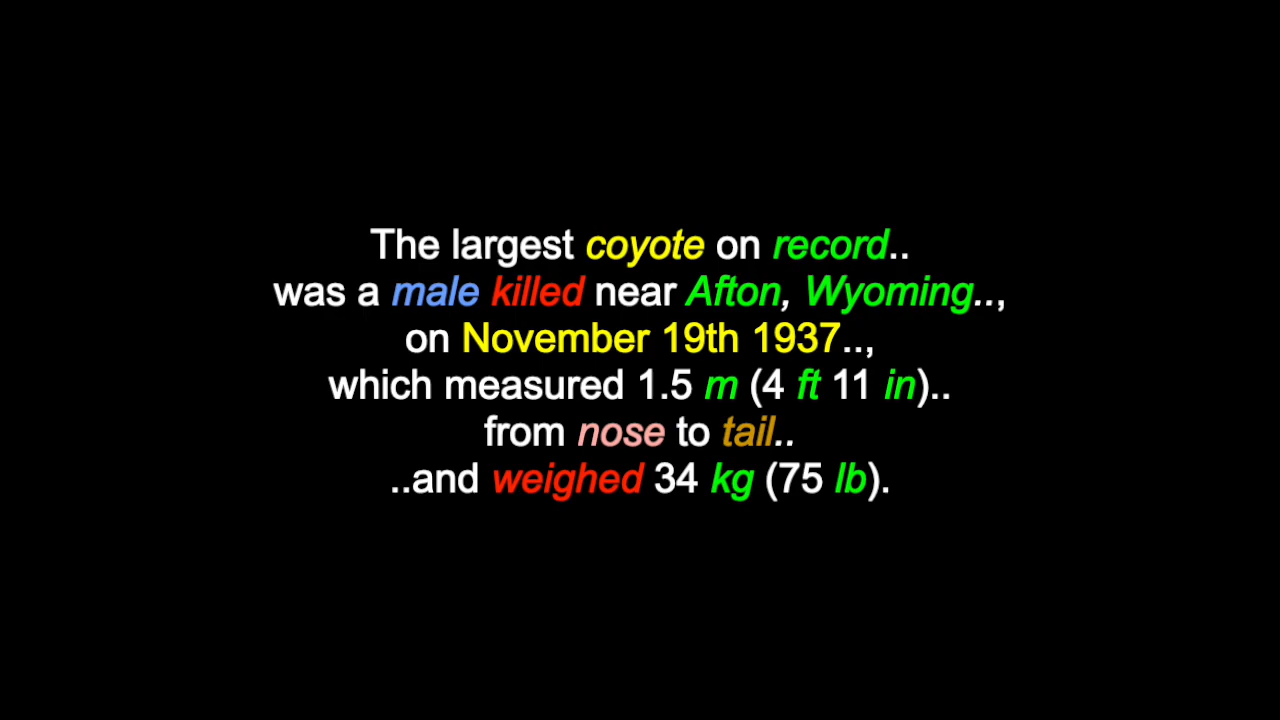 The largest coyote on record..
was a male killed near Afton, Wyoming..,
on November 19th 1937..,
which measured 1.5 m (4 ft 11 in)..
from nose to tail..
..and weighed 34 kg (75 lb).